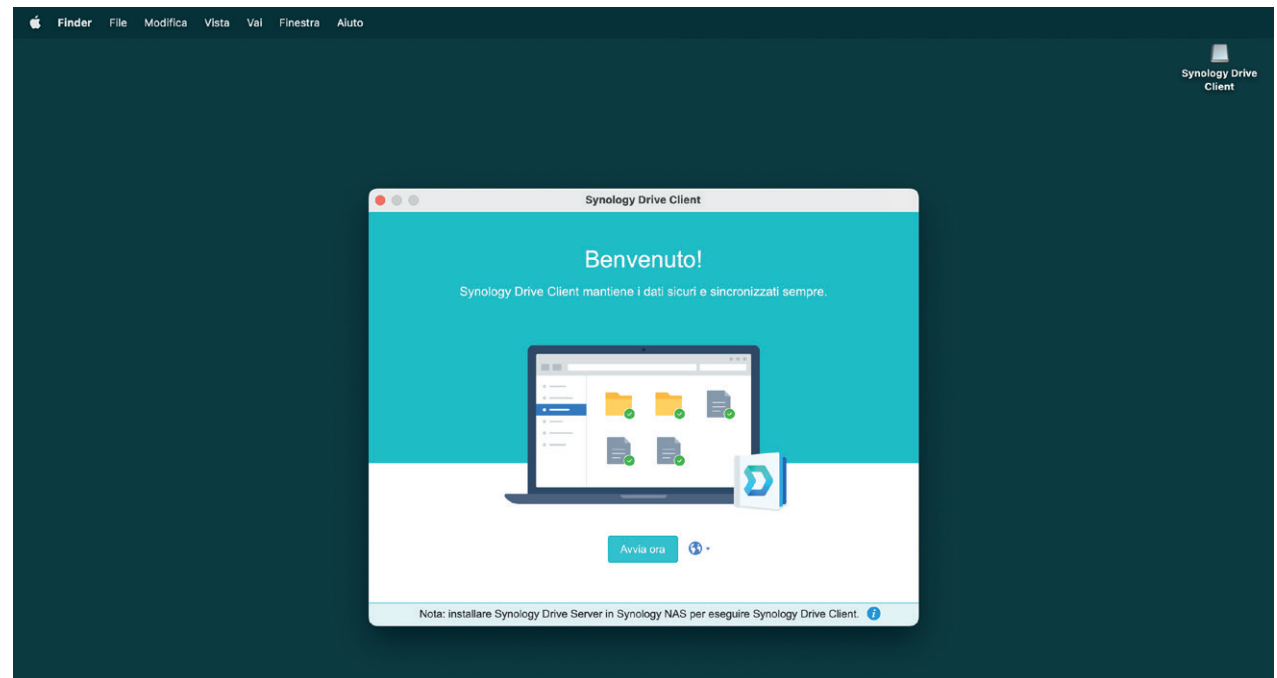 Finder File Modifica Vista Vai Finestra Aiuto
Synology Drive
Client
Synology Drive Client
Benvenuto!
Synology Drive Client mantiene i dati sicuri e sincronizzati sempre.
Avvia ora
Nota: installare Synology Drive Server in Synology NAS per eseguire Synology Drive Client.